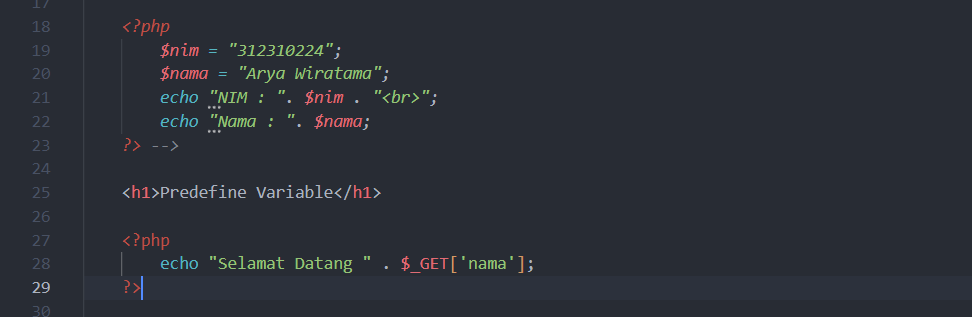 17
18 <?php
19 $nim = "312310224";
20 $nama = "Arya Wiratama";
21 echo "NIM : ". $nim . "<br>";
22 echo "Nama : ". $nama;
23 ?> -->
24
25 <h1>Predefine Variable</h1>
26
27 <?php
28 echo "Selamat Datang " . $_GET['nama'];
29 ?>
30